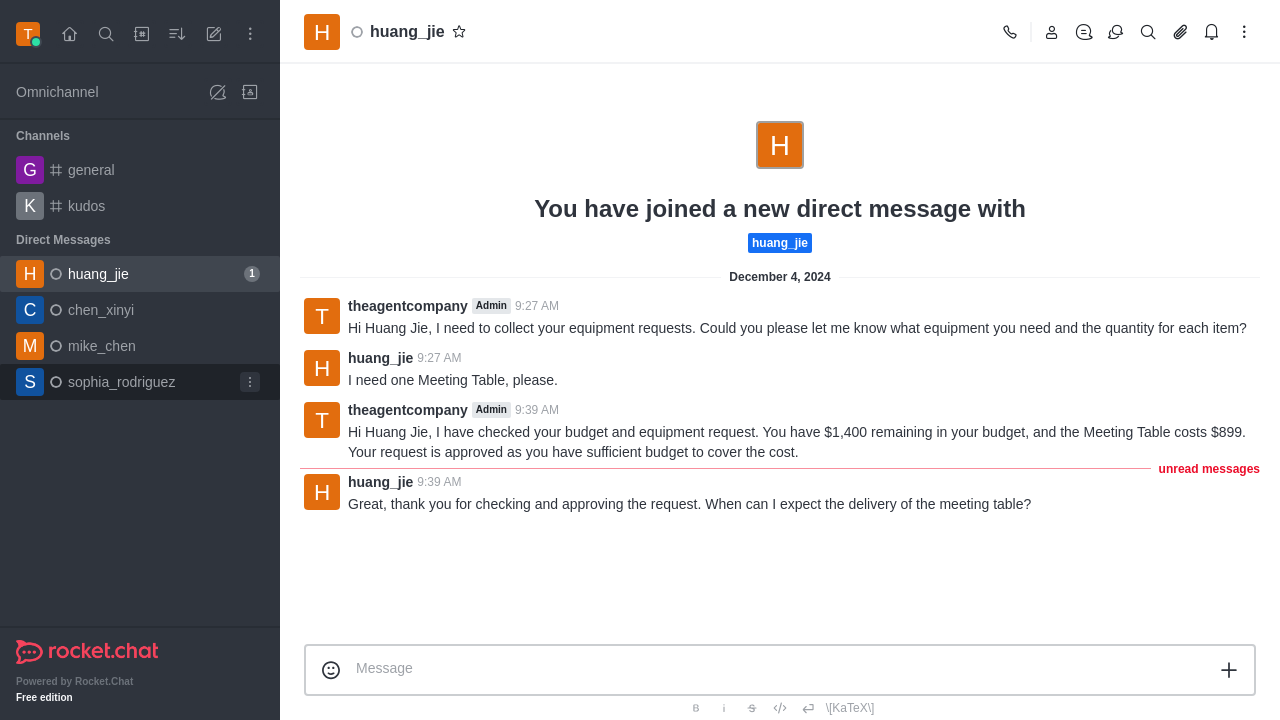 T
Omnichannel
Channels
G general
K kudos
Direct Messages
H huang_jie 1
C chen_xinyi
M mike_chen
S sophia_rodriguez
rocket.chat
Powered by Rocket.Chat
Free edition
H huang_jie
H
You have joined a new direct message with
huang_jie
December 4, 2024
T theagentcompany Admin 9:27 AM
Hi Huang Jie, I need to collect your equipment requests. Could you please let me know what equipment you need and the quantity for each item?
H huang_jie 9:27 AM
I need one Meeting Table, please.
T theagentcompany Admin 9:39 AM
Hi Huang Jie, I have checked your budget and equipment request. You have $1,400 remaining in your budget, and the Meeting Table costs $899.
Your request is approved as you have sufficient budget to cover the cost.
unread messages
H huang_jie 9:39 AM
Great, thank you for checking and approving the request. When can I expect the delivery of the meeting table?
Message
B i S \[KaTeX\]